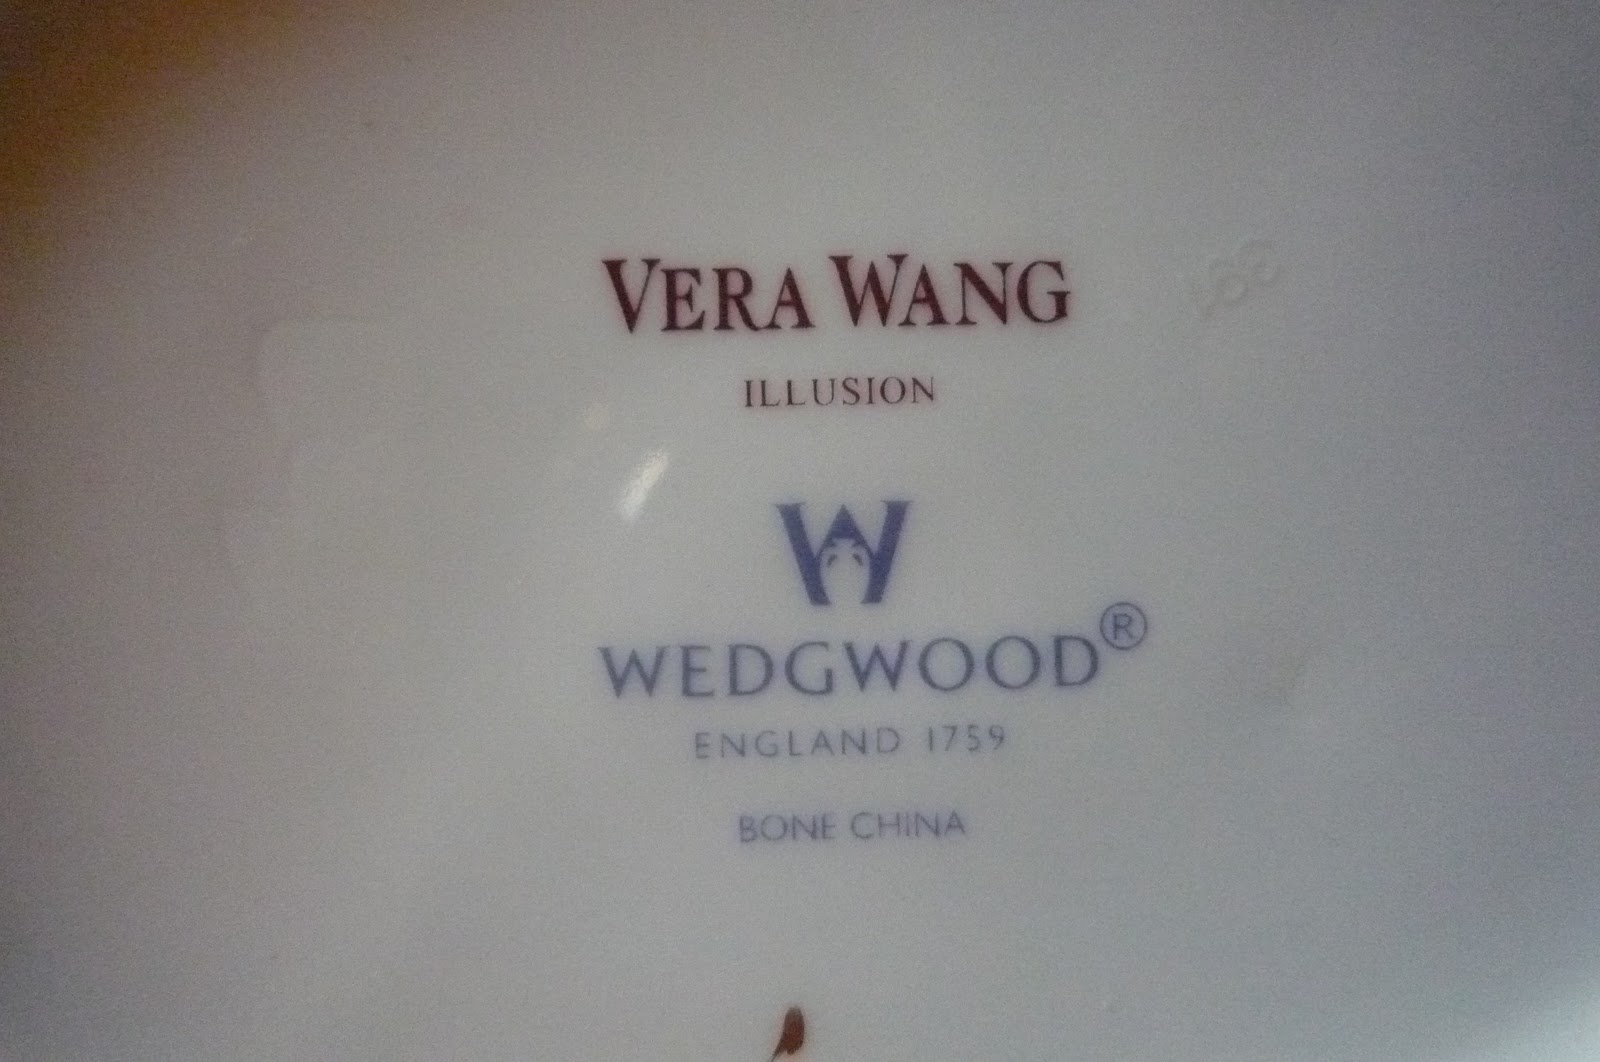 VERA WANG
ILLUSION
W
WEDGWOOD®
ENGLAND 1759
BONE CHINA